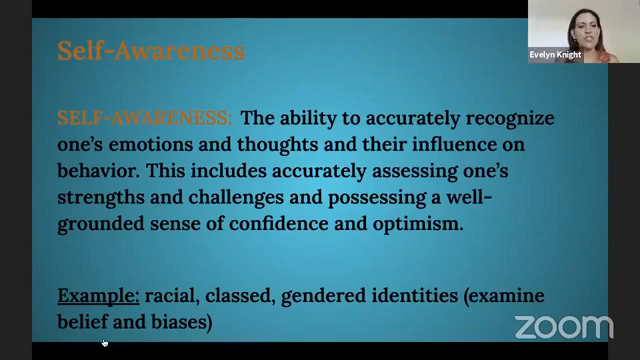 Self-Awareness
Evelyn Knight
SELF-AWARENESS: The ability to accurately recognize
one's emotions and thoughts and their influence on
behavior. This includes accurately assessing one's
strengths and challenges and possessing a well-
grounded sense of confidence and optimism.
Example: racial, classed, gendered identities (examine
belief and biases)
zoom